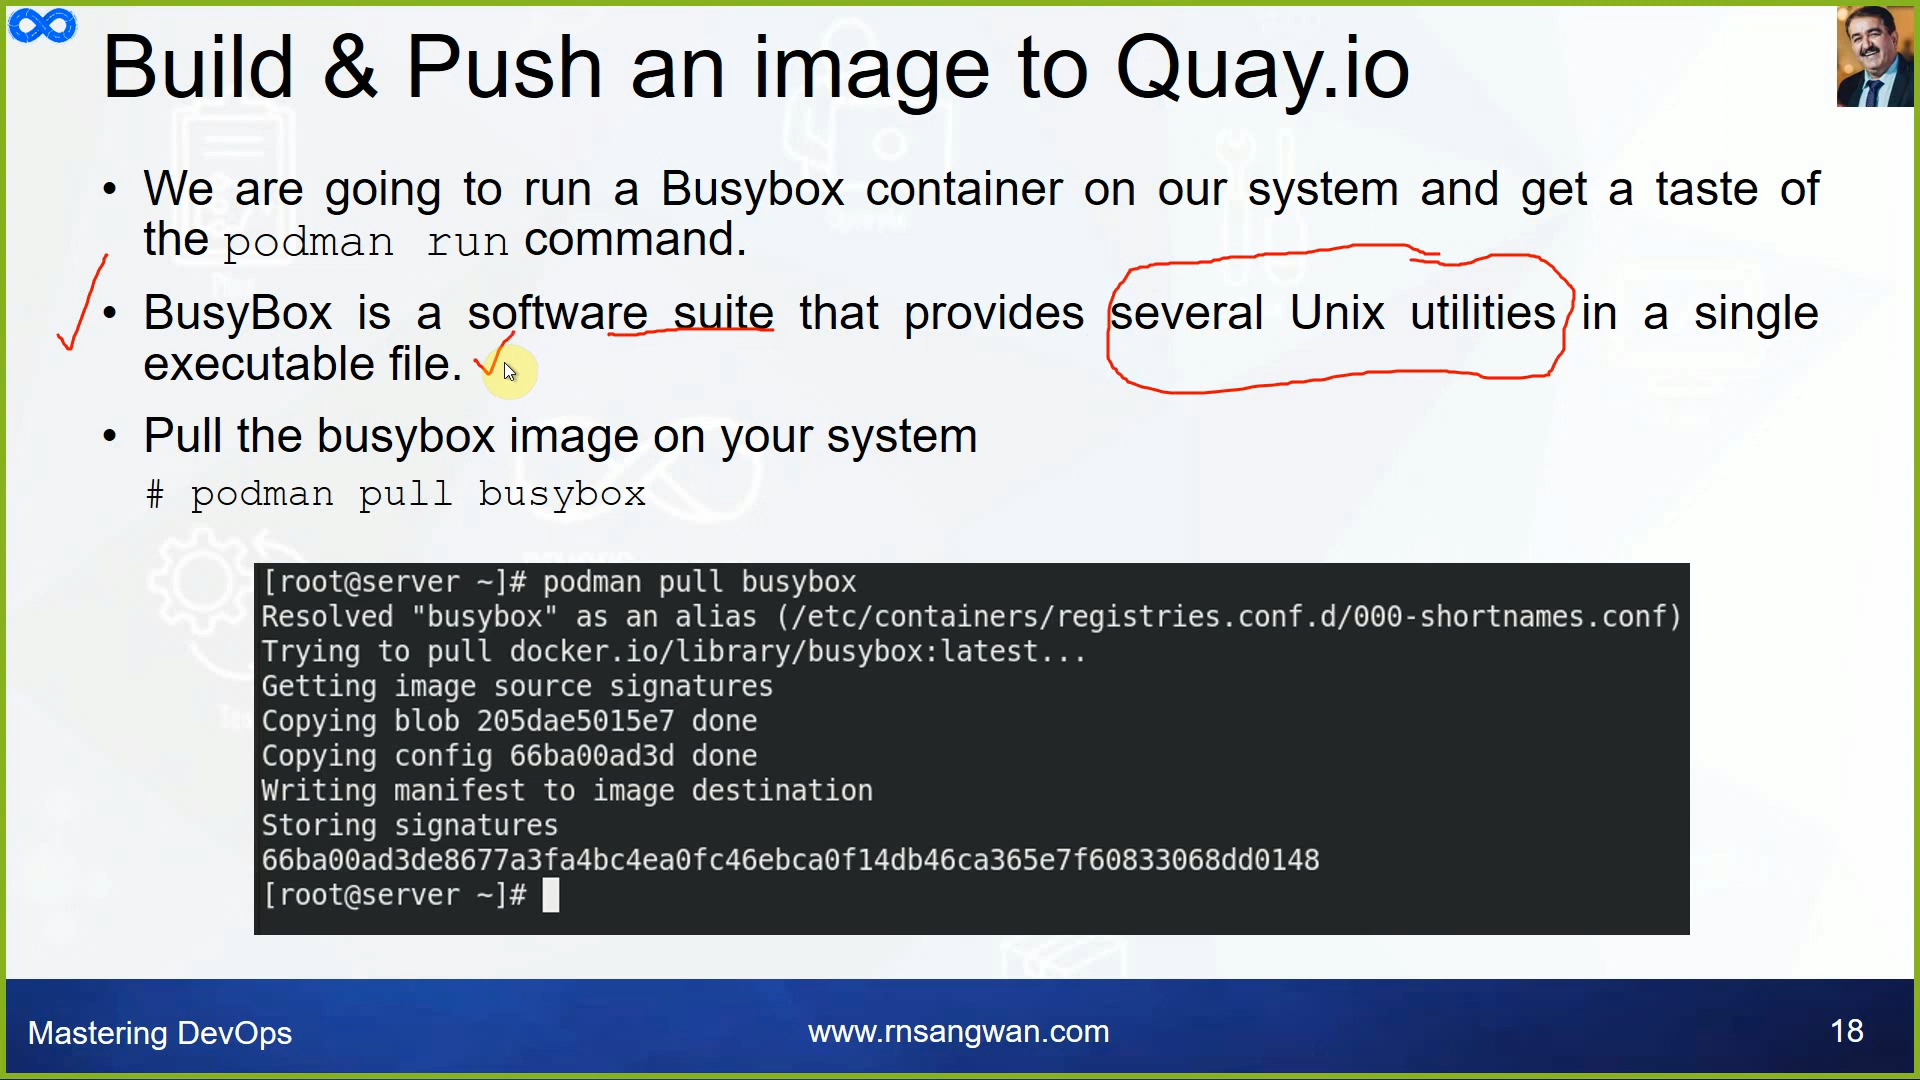 Build & Push an image to Quay.io
• We are going to run a Busybox container on our system and get a taste of
the podman run command.
• BusyBox is a software suite that provides several Unix utilities in a single
executable file.
• Pull the busybox image on your system
# podman pull busybox
[root@server ~]# podman pull busybox
Resolved "busybox" as an alias (/etc/containers/registries.conf.d/000-shortnames.conf)
Trying to pull docker.io/library/busybox:latest...
Getting image source signatures
Copying blob 205dae5015e7 done
Copying config 66ba00ad3d done
Writing manifest to image destination
Storing signatures
66ba00ad3de8677a3fa4bc4ea0fc46ebca0f14db46ca365e7f60833068dd0148
[root@server ~]#
Mastering DevOps
www.rnsangwan.com
18